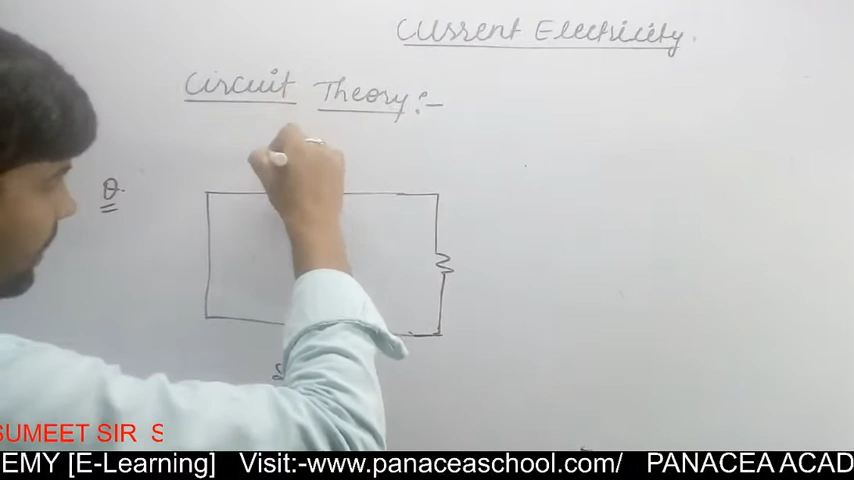 Current Electricity.
Circuit Theory:-
Q.
SUMEET SIR S
EMY [E-Learning] Visit:-www.panaceaschool.com/ PANACEA ACAD